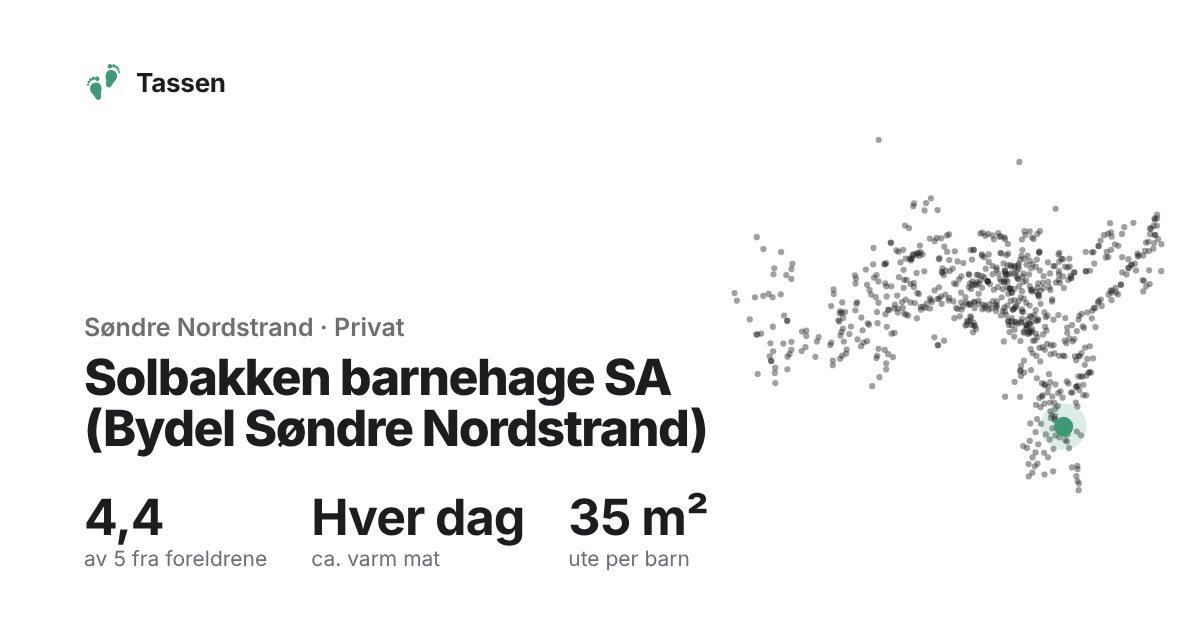 Tassen
Søndre Nordstrand · Privat
Solbakken barnehage SA
(Bydel Søndre Nordstrand)
4,4
av 5 fra foreldrene
Hver dag
ca. varm mat
35 m²
ute per barn